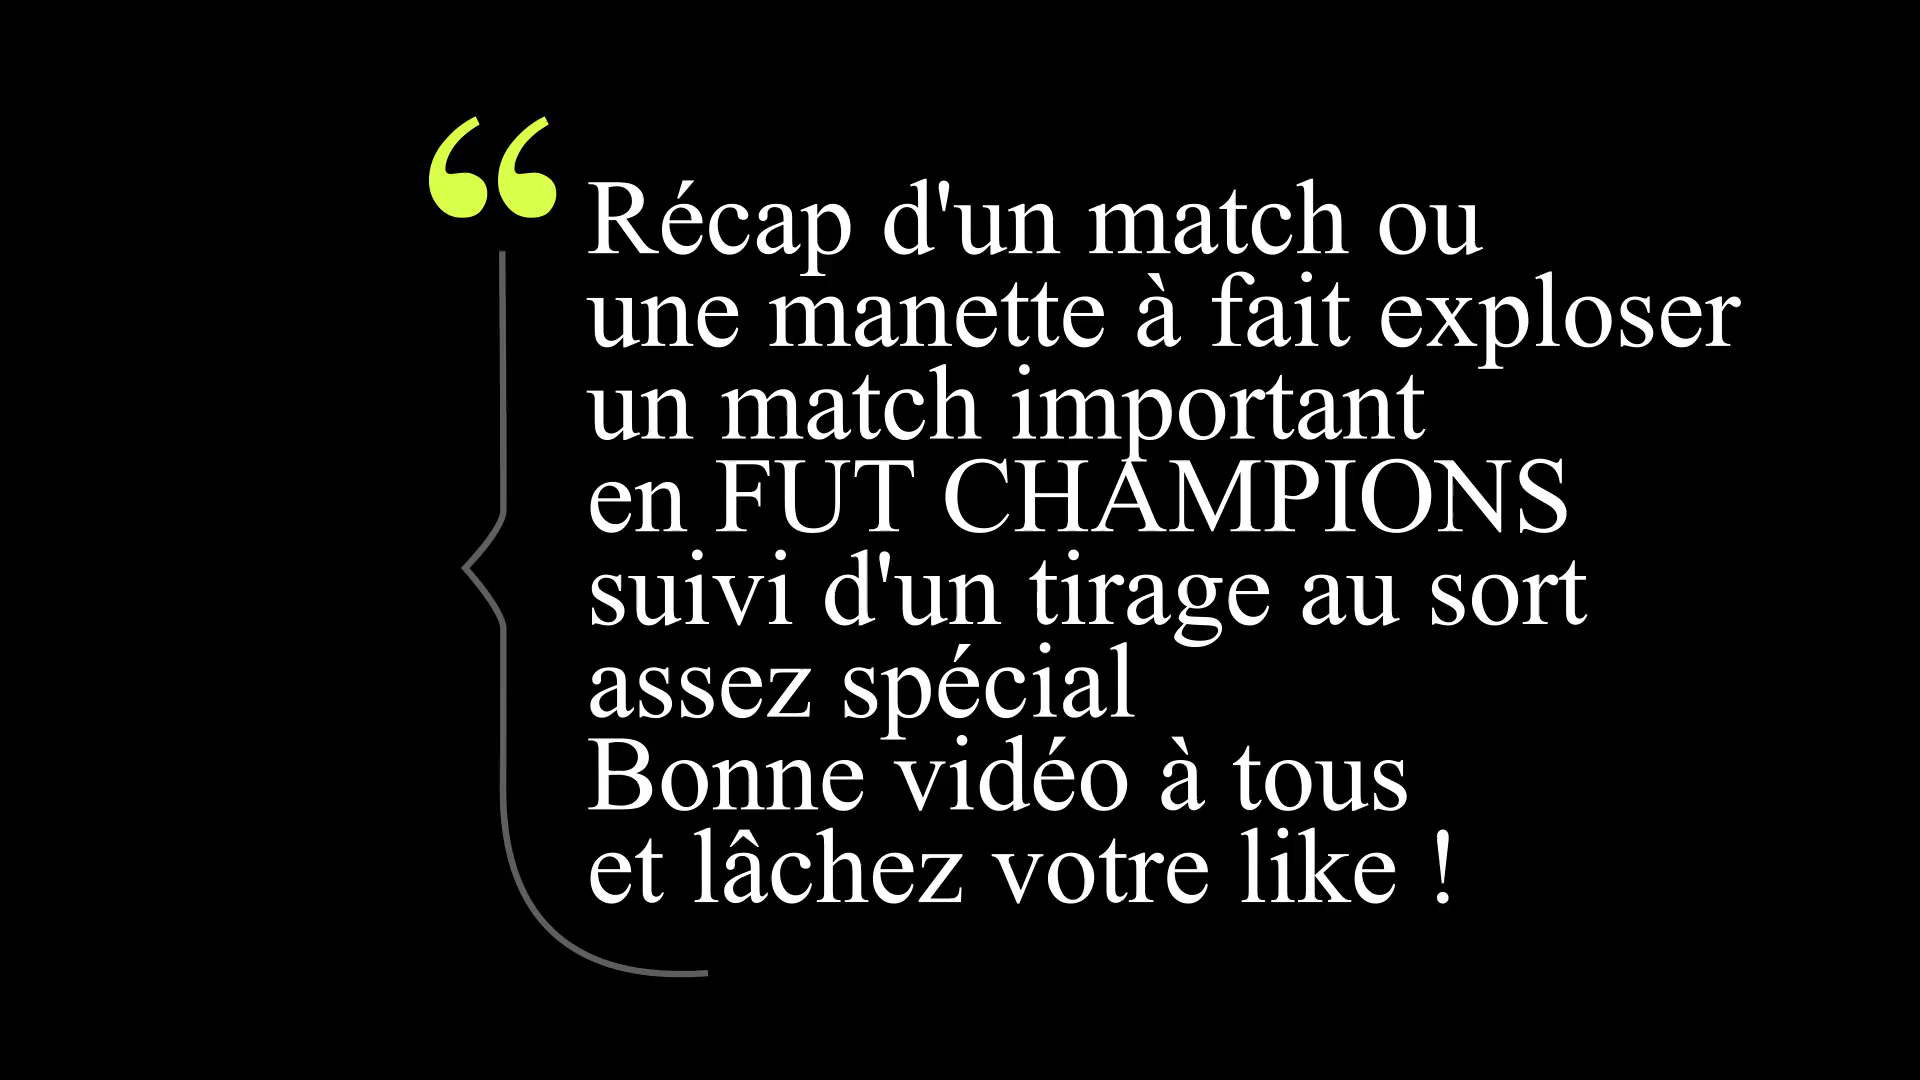 “
Récap d'un match ou
une manette à fait exploser
un match important
en FUT CHAMPIONS
suivi d'un tirage au sort
assez spécial
Bonne vidéo à tous
et lâchez votre like !